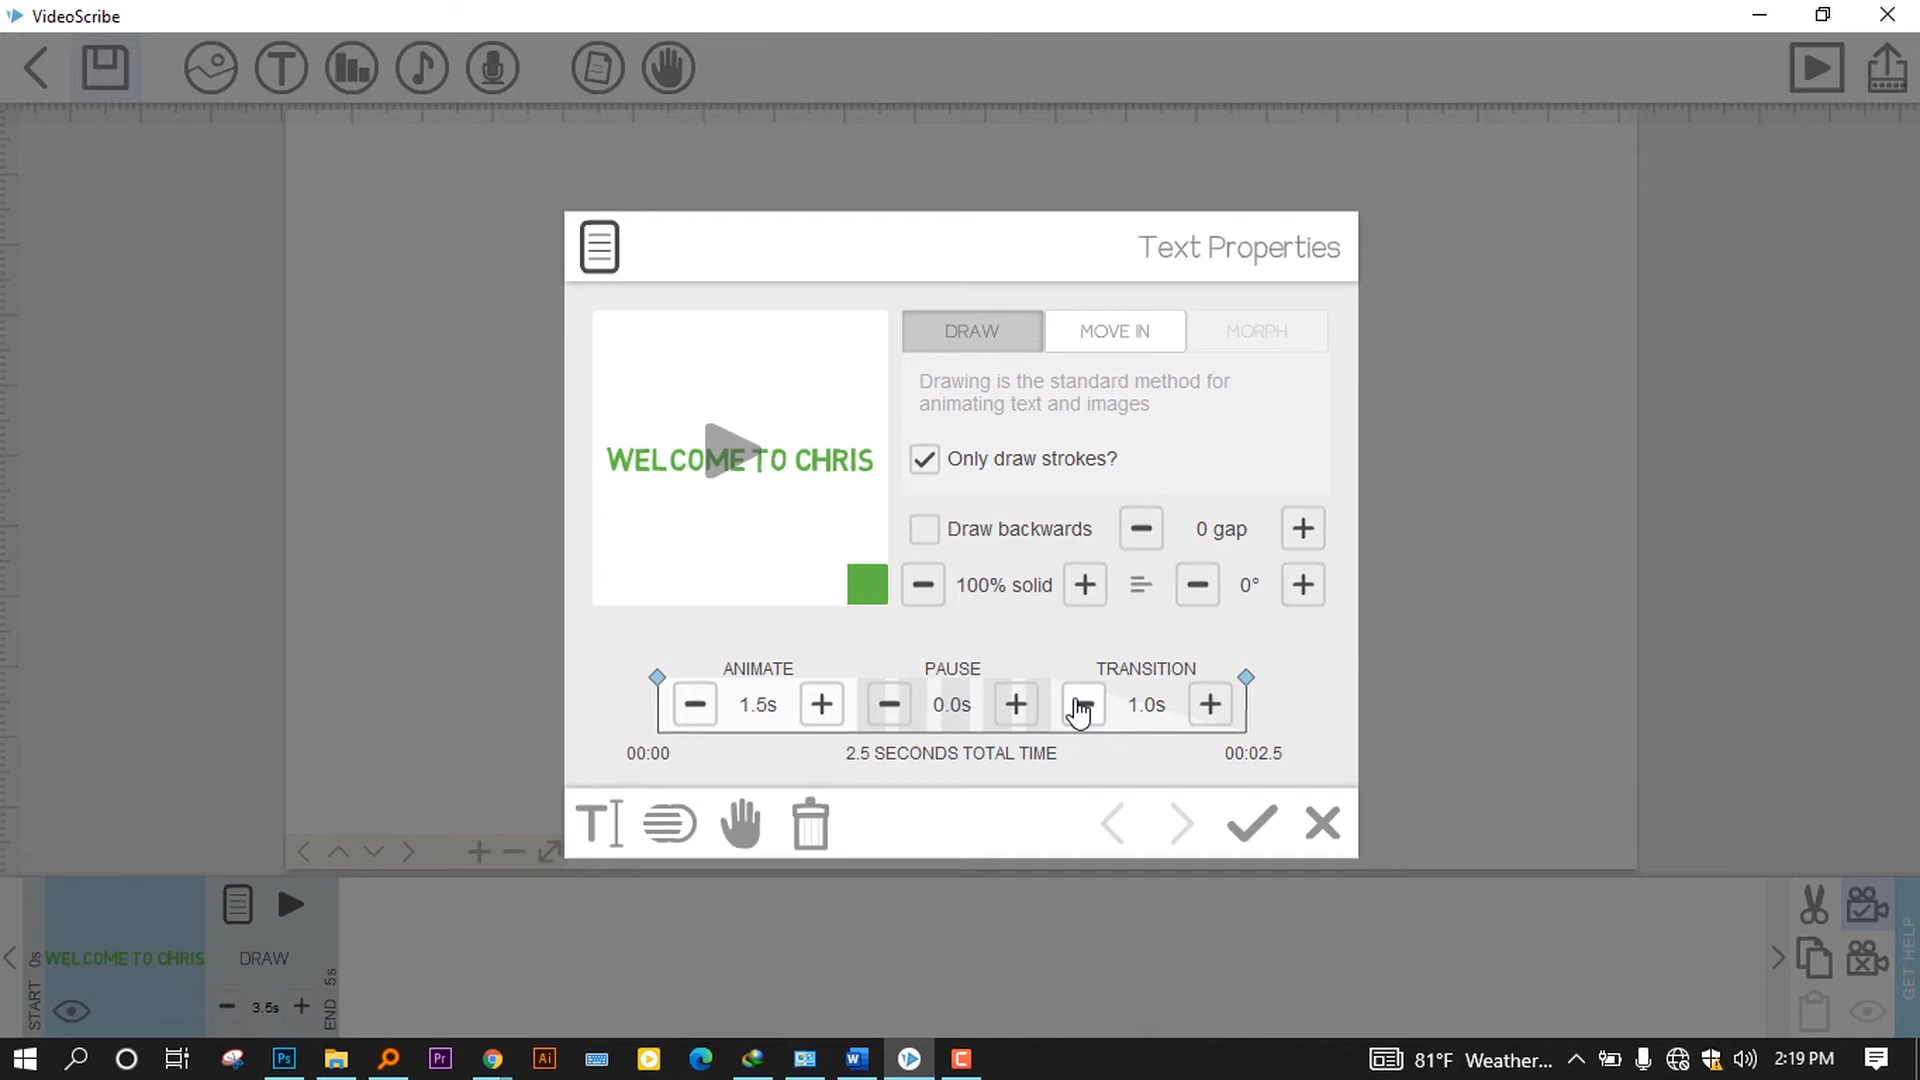 VideoScribe
Text Properties
DRAW MOVE IN MORPH
Drawing is the standard method for
animating text and images
WELCOME TO CHRIS
Only draw strokes?
Draw backwards 0 gap
100% solid 0°
ANIMATE PAUSE TRANSITION
1.5s 0.0s 1.0s
00:00 2.5 SECONDS TOTAL TIME 00:02.5
START 0s
WELCOME TO CHRIS
DRAW
3.5s
END 5s
GET HELP
Ps Pr Ai
81°F Weather... 2:19 PM